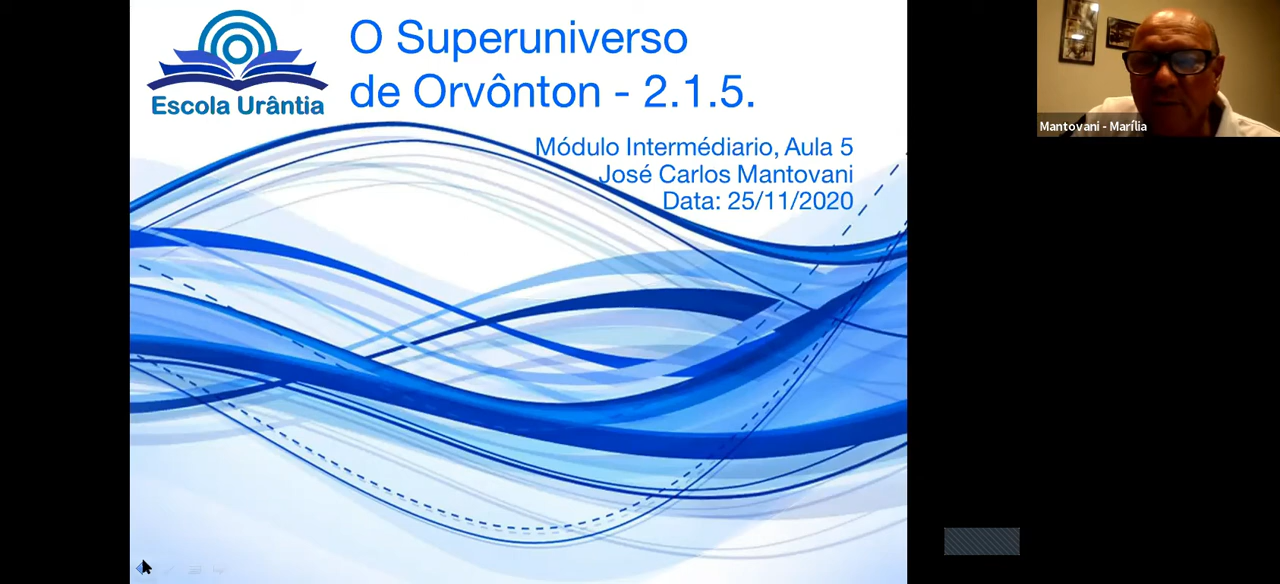 O Superuniverso
de Orvônton - 2.1.5.
Escola Urântia
Módulo Intermédiario, Aula 5
José Carlos Mantovani
Data: 25/11/2020
Mantovani - Marília